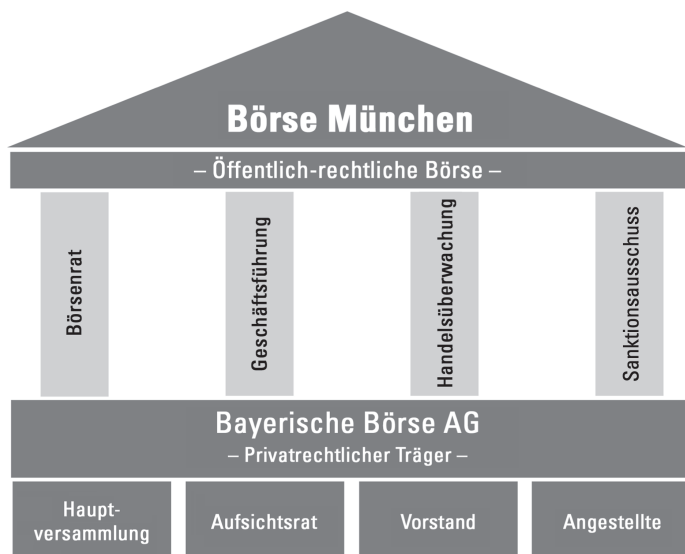 Börse München
– Öffentlich-rechtliche Börse –
Börsenrat
Geschäftsführung
Handelsüberwachung
Sanktionsausschuss
Bayerische Börse AG
– Privatrechtlicher Träger –
Haupt-
versammlung
Aufsichtsrat
Vorstand
Angestellte